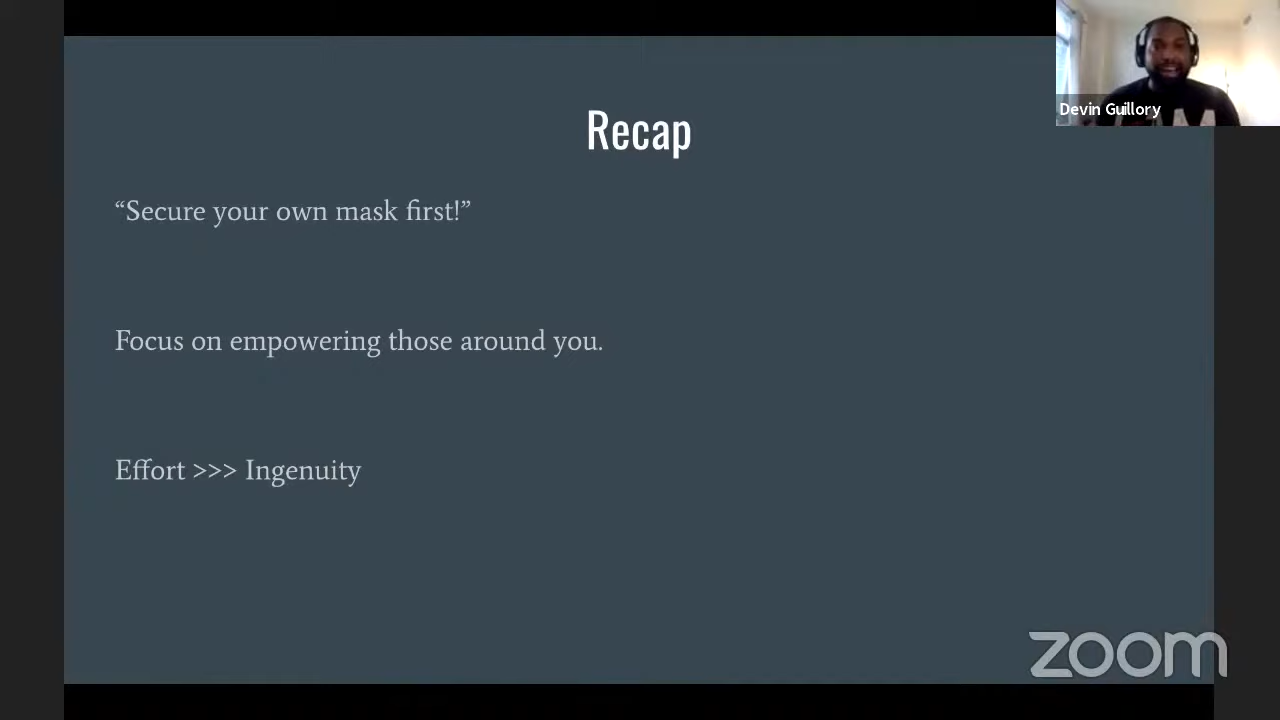 Recap
Devin Guillory
“Secure your own mask first!”
Focus on empowering those around you.
Effort >>> Ingenuity
zoom